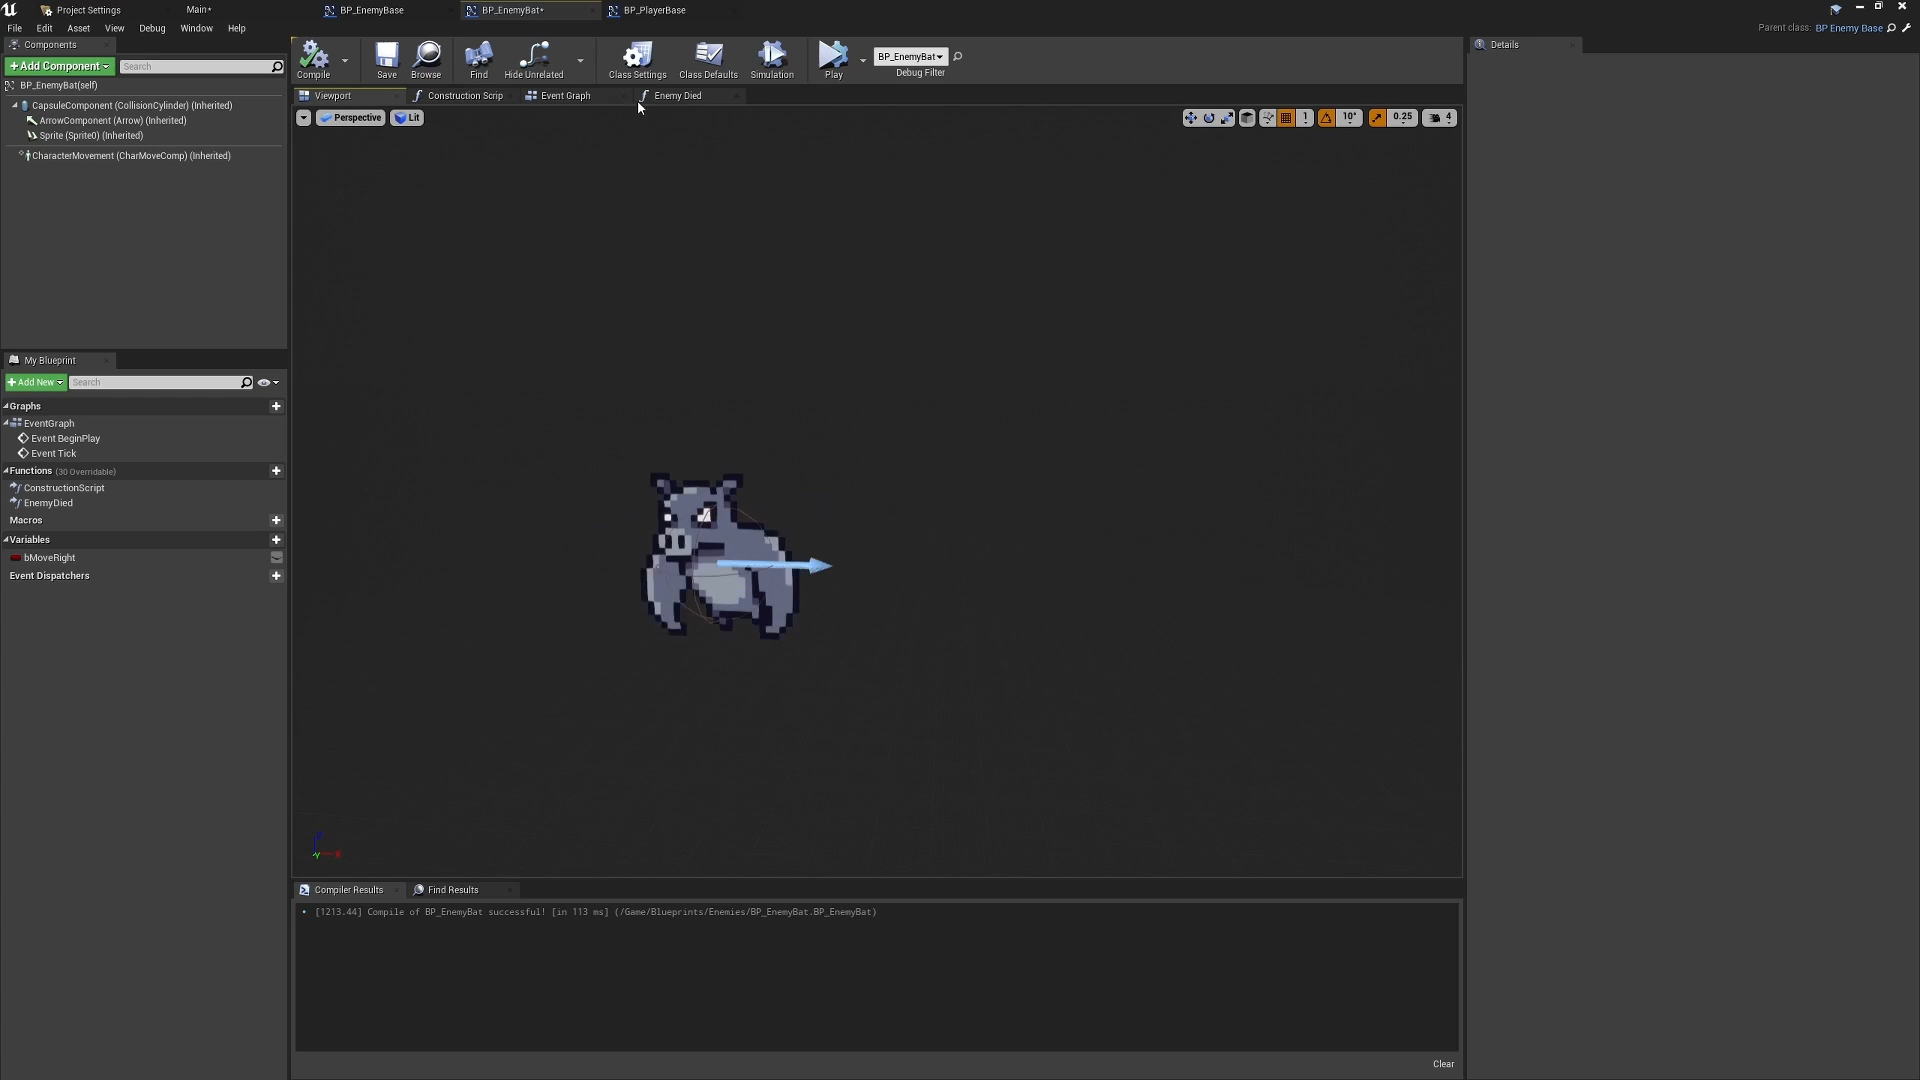 Project Settings
Main*
BP_EnemyBase
BP_EnemyBat*
BP_PlayerBase
File Edit Asset View Debug Window Help
Parent class: BP Enemy Base
Components
+Add Component
Search
BP_EnemyBat(self)
CapsuleComponent (CollisionCylinder) (Inherited)
ArrowComponent (Arrow) (Inherited)
Sprite (Sprite0) (Inherited)
CharacterMovement (CharMoveComp) (Inherited)
Compile
Save
Browse
Find
Hide Unrelated
Class Settings
Class Defaults
Simulation
Play
BP_EnemyBat
Debug Filter
Details
Viewport
Construction Scrip
Event Graph
Enemy Died
Perspective
Lit
1
10°
0.25
4
My Blueprint
+Add New
Search
Graphs
EventGraph
Event BeginPlay
Event Tick
Functions (30 Overridable)
ConstructionScript
EnemyDied
Macros
Variables
bMoveRight
Event Dispatchers
Compiler Results
Find Results
[1213.44] Compile of BP_EnemyBat successful! [in 113 ms] (/Game/Blueprints/Enemies/BP_EnemyBat.BP_EnemyBat)
Clear